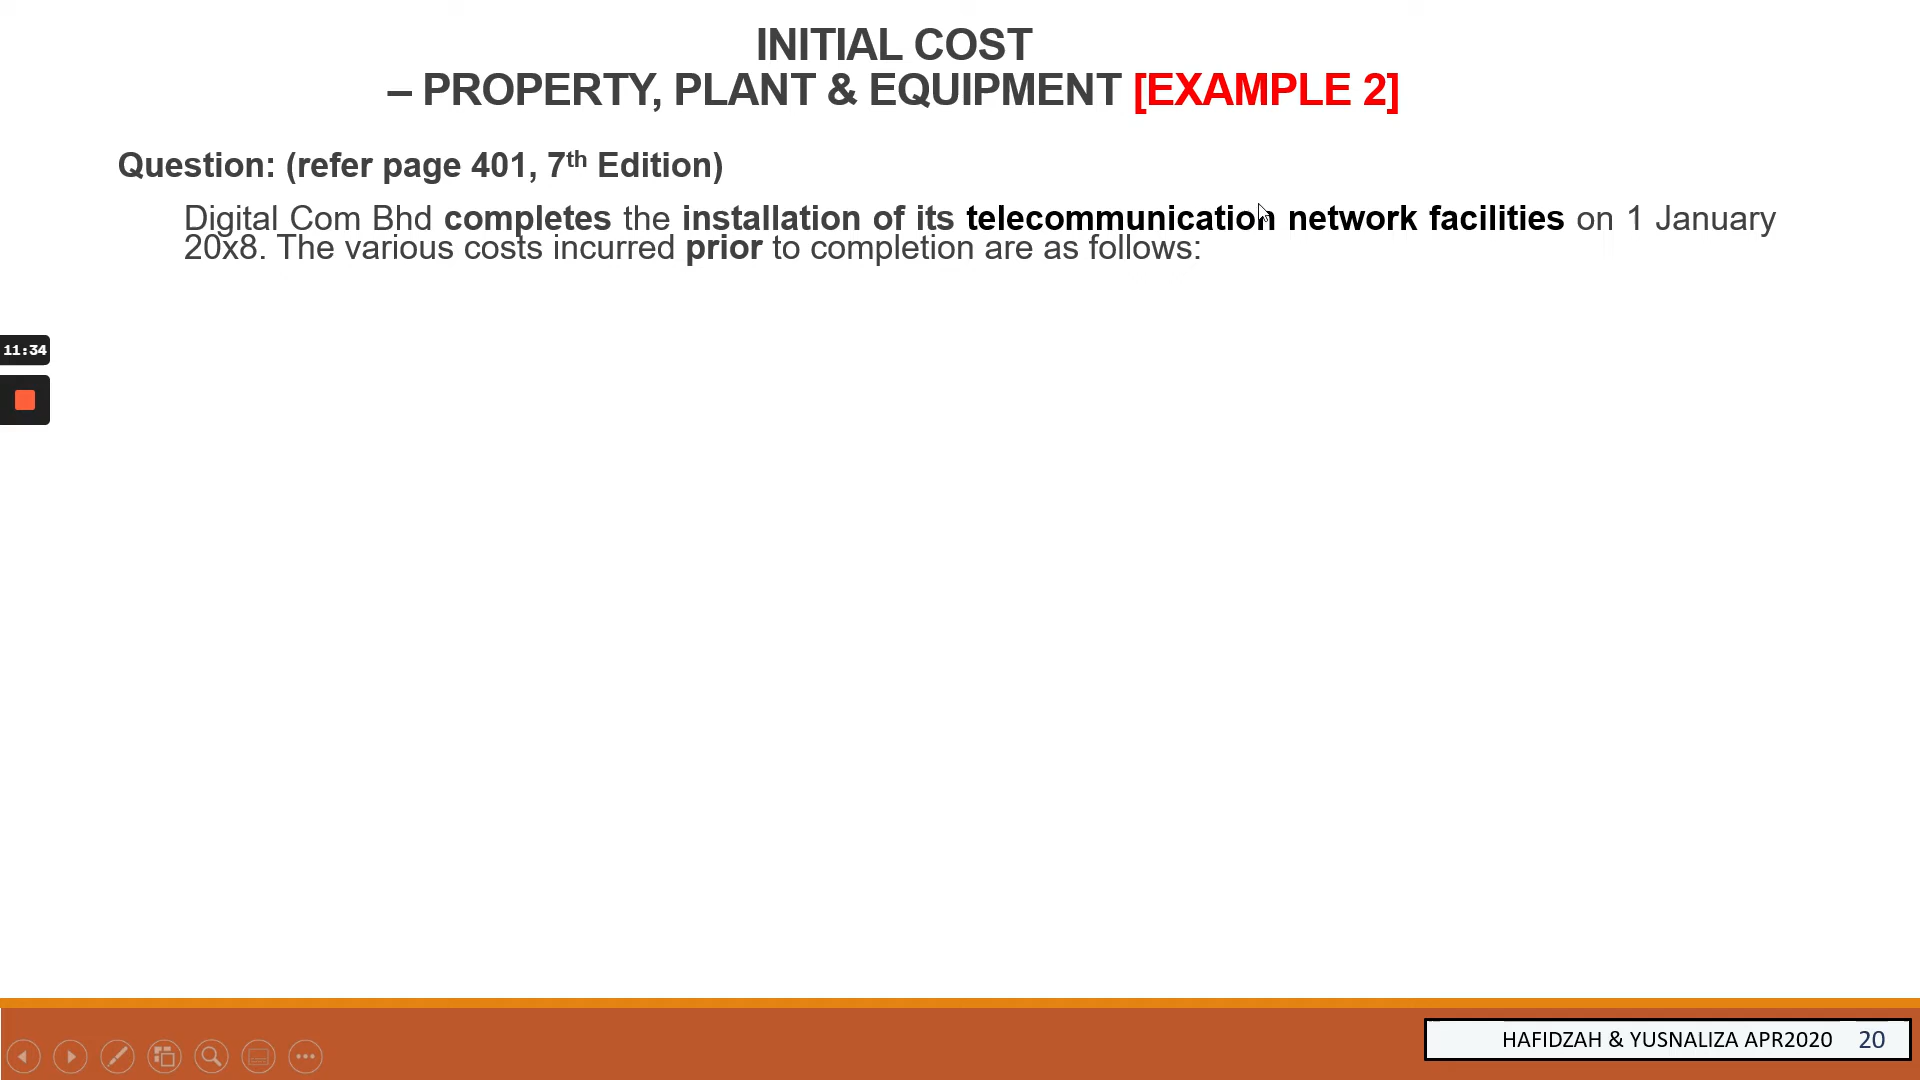 INITIAL COST
– PROPERTY, PLANT & EQUIPMENT [EXAMPLE 2]
Question: (refer page 401, 7th Edition)
Digital Com Bhd completes the installation of its telecommunication network facilities on 1 January
20x8. The various costs incurred prior to completion are as follows:
11:34
HAFIDZAH & YUSNALIZA APR2020 20